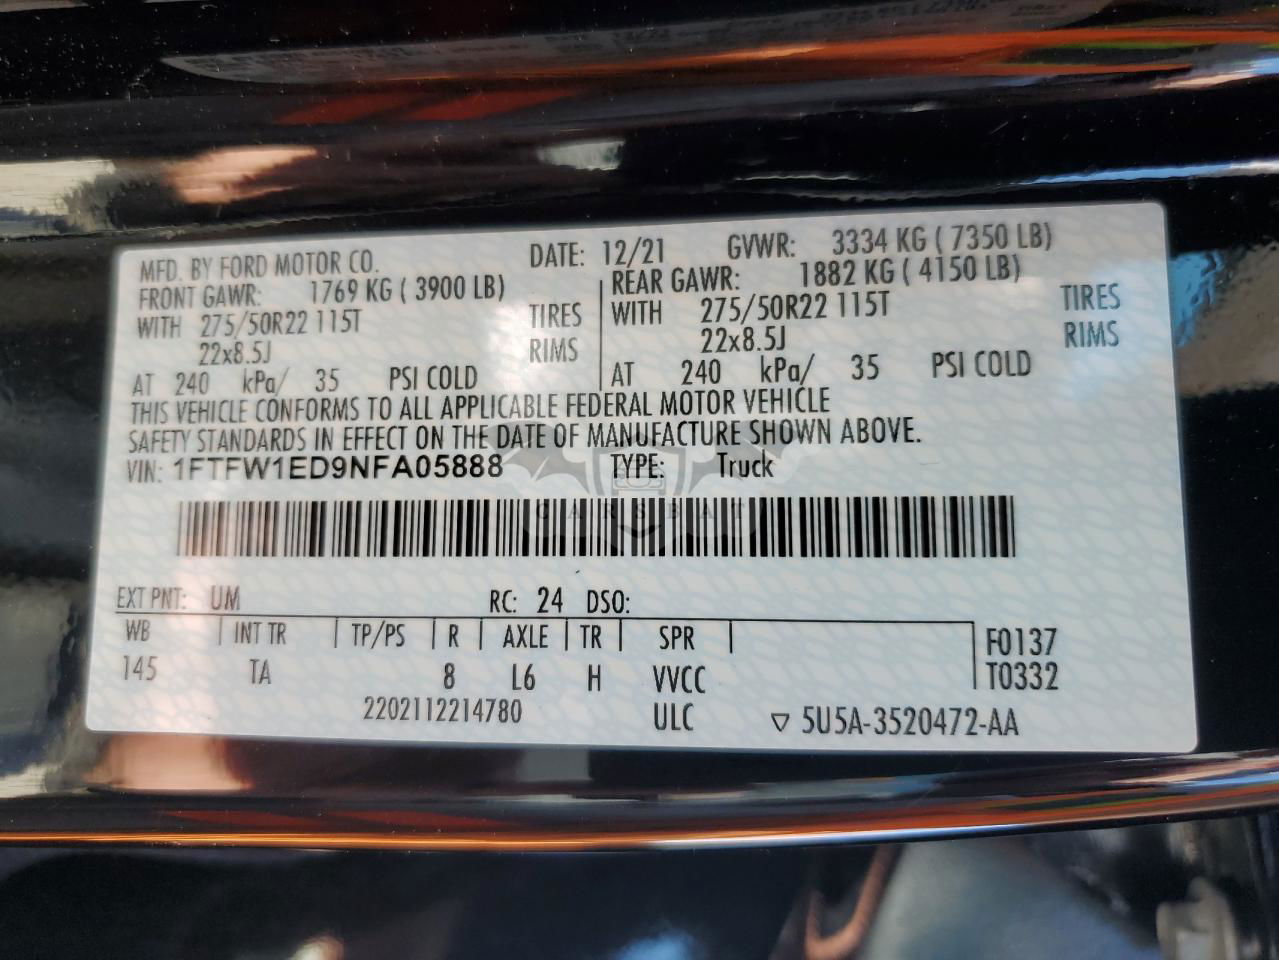 MFD. BY FORD MOTOR CO. DATE: 12/21 GVWR: 3334 KG ( 7350 LB)
FRONT GAWR: 1769 KG ( 3900 LB) REAR GAWR: 1882 KG ( 4150 LB)
WITH 275/50R22 115T TIRES WITH 275/50R22 115T TIRES
22x8.5J RIMS 22x8.5J RIMS
AT 240 kPa/ 35 PSI COLD AT 240 kPa/ 35 PSI COLD
THIS VEHICLE CONFORMS TO ALL APPLICABLE FEDERAL MOTOR VEHICLE
SAFETY STANDARDS IN EFFECT ON THE DATE OF MANUFACTURE SHOWN ABOVE.
VIN: 1FTFW1ED9NFA05888 TYPE: Truck
CARSBAT
EXT PNT: UM RC: 24 DSO:
WB INT TR TP/PS R AXLE TR SPR F0137
145 TA 8 L6 H VVCC T0332
2202112214780 ULC ▽ 5U5A-3520472-AA